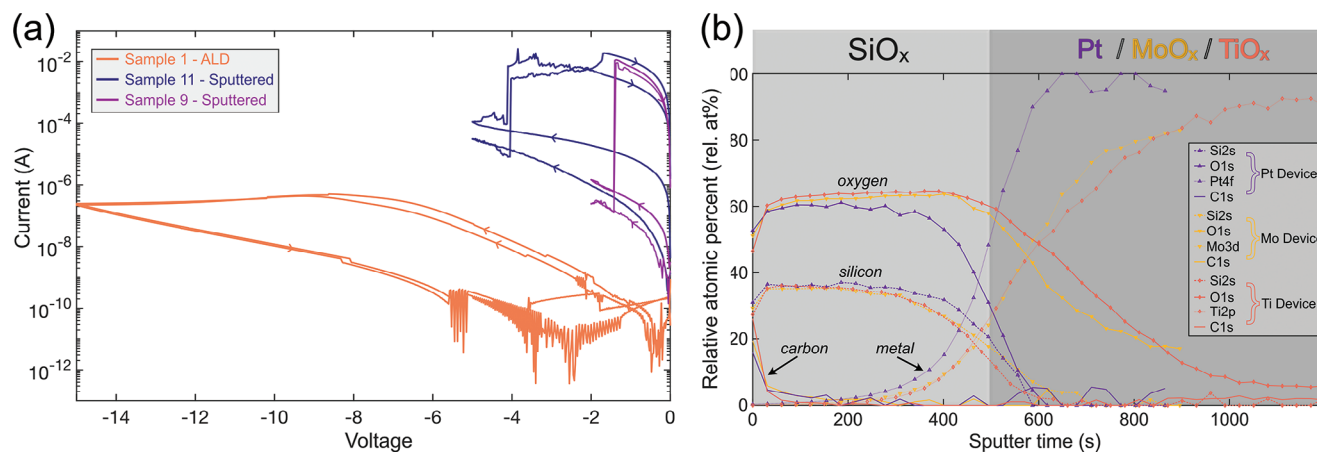 (a)
Sample 1 - ALD
Sample 11 - Sputtered
Sample 9 - Sputtered
Current (A)
10⁻²
10⁻⁴
10⁻⁶
10⁻⁸
10⁻¹⁰
10⁻¹²
-14 -12 -10 -8 -6 -4 -2 0
Voltage
(b)
SiOₓ
Pt / MoOₓ / TiOₓ
Relative atomic percent (rel. at%)
00
80
60
40
20
0
oxygen
silicon
carbon
metal
Si2s
O1s
Pt4f
C1s
Pt Device
Si2s
O1s
Mo3d
C1s
Mo Device
Si2s
O1s
Ti2p
C1s
Ti Device
0 200 400 600 800 1000
Sputter time (s)